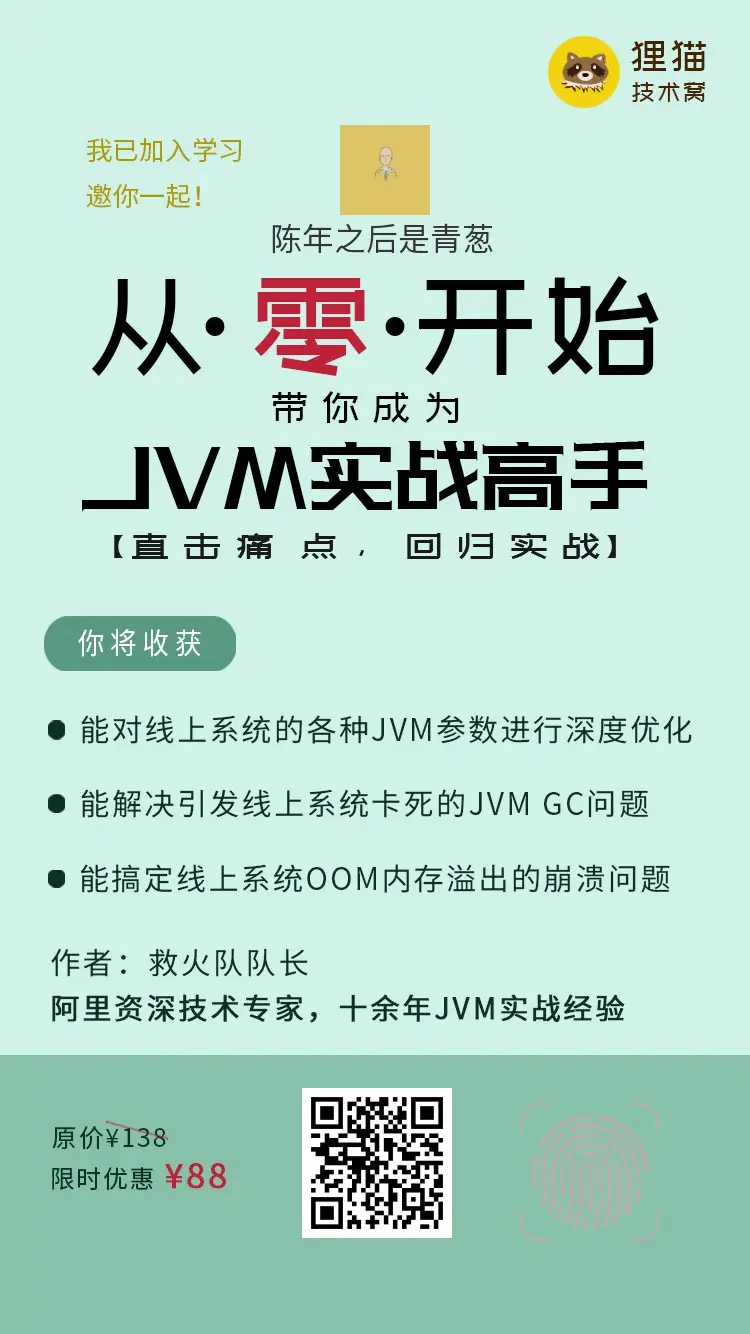 狸猫
技术窝
我已加入学习
邀你一起！
陈年之后是青葱
从·零·开始
带你成为
JVM实战高手
【直击痛点，回归实战】
你将收获
能对线上系统的各种JVM参数进行深度优化
能解决引发线上系统卡死的JVM GC问题
能搞定线上系统OOM内存溢出的崩溃问题
作者：救火队队长
阿里资深技术专家，十余年JVM实战经验
原价¥138
限时优惠 ¥88